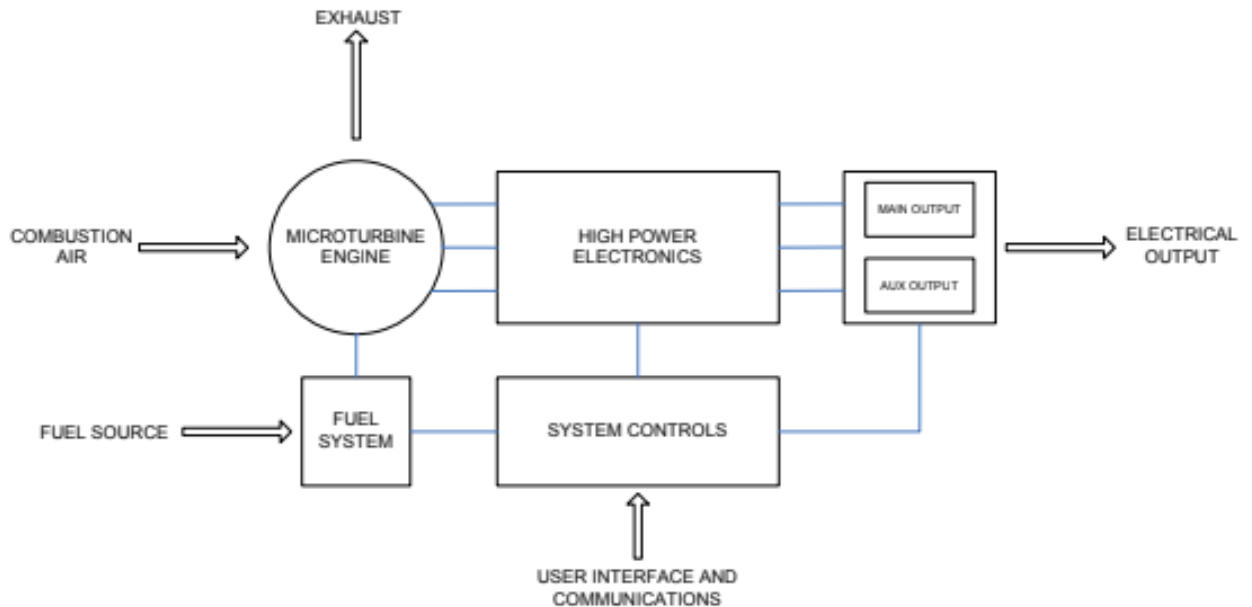 EXHAUST
COMBUSTION
AIR
MICROTURBINE
ENGINE
HIGH POWER
ELECTRONICS
MAIN OUTPUT
AUX OUTPUT
ELECTRICAL
OUTPUT
FUEL SOURCE
FUEL
SYSTEM
SYSTEM CONTROLS
USER INTERFACE AND
COMMUNICATIONS